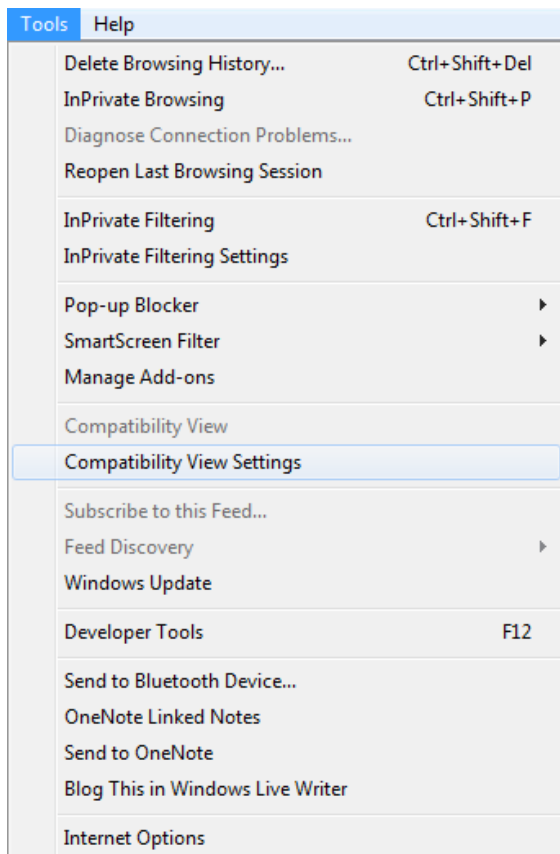 Tools Help
Delete Browsing History... Ctrl+Shift+Del
InPrivate Browsing Ctrl+Shift+P
Diagnose Connection Problems...
Reopen Last Browsing Session
InPrivate Filtering Ctrl+Shift+F
InPrivate Filtering Settings
Pop-up Blocker
SmartScreen Filter
Manage Add-ons
Compatibility View
Compatibility View Settings
Subscribe to this Feed...
Feed Discovery
Windows Update
Developer Tools F12
Send to Bluetooth Device...
OneNote Linked Notes
Send to OneNote
Blog This in Windows Live Writer
Internet Options